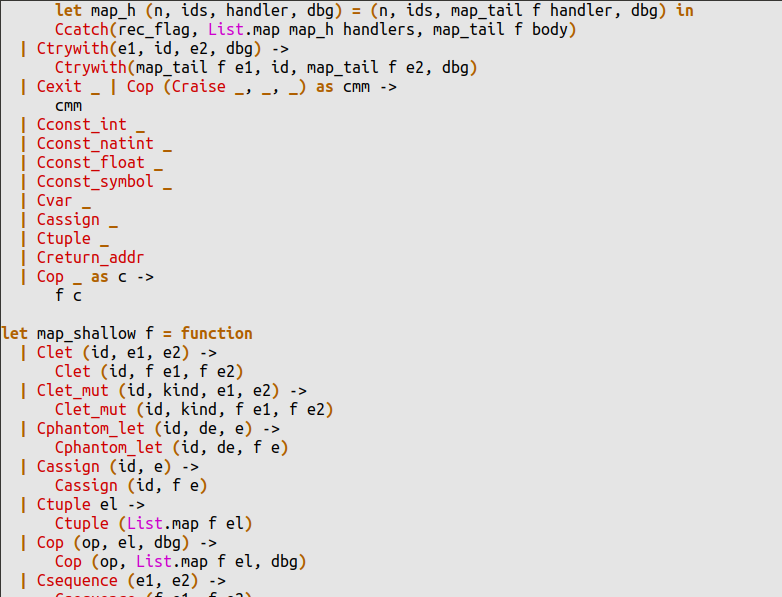 let map_h (n, ids, handler, dbg) = (n, ids, map_tail f handler, dbg) in
Ccatch(rec_flag, List.map map_h handlers, map_tail f body)
| Ctrywith(e1, id, e2, dbg) ->
Ctrywith(map_tail f e1, id, map_tail f e2, dbg)
| Cexit _ | Cop (Craise _, _, _) as cmm ->
cmm
| Cconst_int _
| Cconst_natint _
| Cconst_float _
| Cconst_symbol _
| Cvar _
| Cassign _
| Ctuple _
| Creturn_addr
| Cop _ as c ->
f c
let map_shallow f = function
| Clet (id, e1, e2) ->
Clet (id, f e1, f e2)
| Clet_mut (id, kind, e1, e2) ->
Clet_mut (id, kind, f e1, f e2)
| Cphantom_let (id, de, e) ->
Cphantom_let (id, de, f e)
| Cassign (id, e) ->
Cassign (id, f e)
| Ctuple el ->
Ctuple (List.map f el)
| Cop (op, el, dbg) ->
Cop (op, List.map f el, dbg)
| Csequence (e1, e2) ->
Csequence (f e1, f e2)